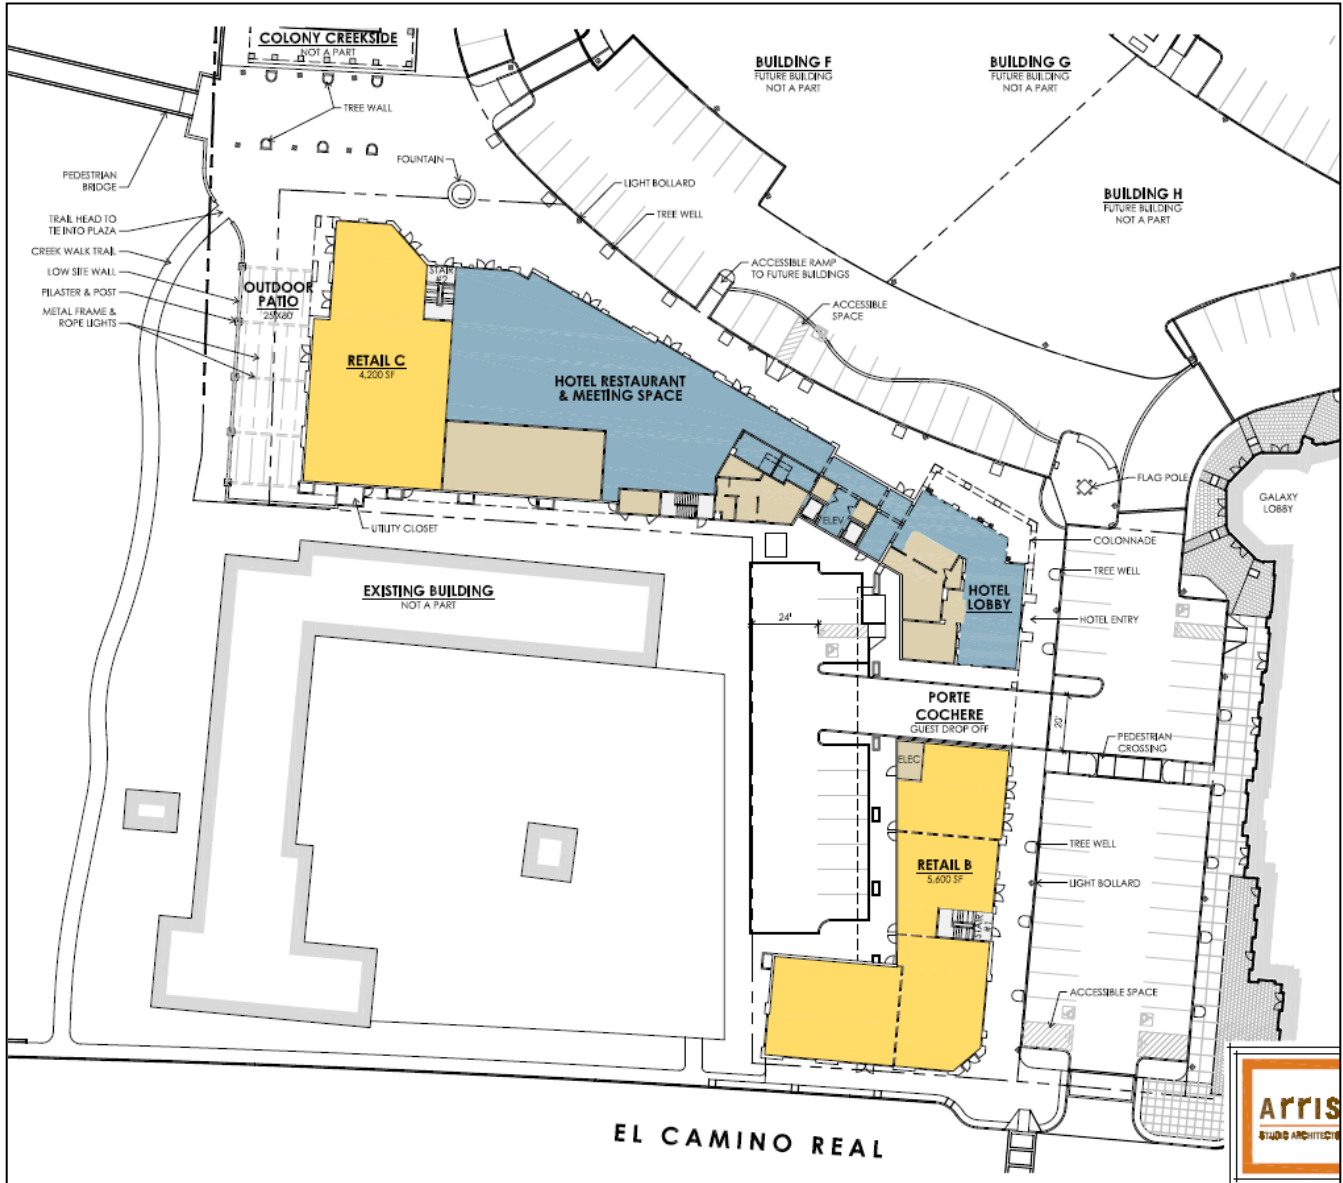 COLONY CREEKSIDE
NOT A PART
BUILDING F
FUTURE BUILDING
NOT A PART
BUILDING G
FUTURE BUILDING
NOT A PART
TREE WALL
FOUNTAIN
PEDESTRIAN
BRIDGE
LIGHT BOLLARD
TREE WELL
BUILDING H
FUTURE BUILDING
NOT A PART
TRAIL HEAD TO
TIE INTO PLAZA
CREEK WALK TRAIL
LOW SITE WALL
PILASTER & POST
METAL FRAME &
ROPE LIGHTS
OUTDOOR
PATIO
25'X80'
STAIR
#2
ACCESSIBLE RAMP
TO FUTURE BUILDINGS
ACCESSIBLE
SPACE
RETAIL C
4,200 SF
HOTEL RESTAURANT
& MEETING SPACE
FLAG POLE
GALAXY
LOBBY
UTILITY CLOSET
ELEV
COLONNADE
TREE WELL
EXISTING BUILDING
NOT A PART
HOTEL
LOBBY
24'
HOTEL ENTRY
PORTE
COCHERE
GUEST DROP OFF
20'
PEDESTRIAN
CROSSING
ELEC
TREE WELL
RETAIL B
5,600 SF
LIGHT BOLLARD
STAIR
#1
ACCESSIBLE SPACE
EL CAMINO REAL
Arris
STUDIO ARCHITECTS